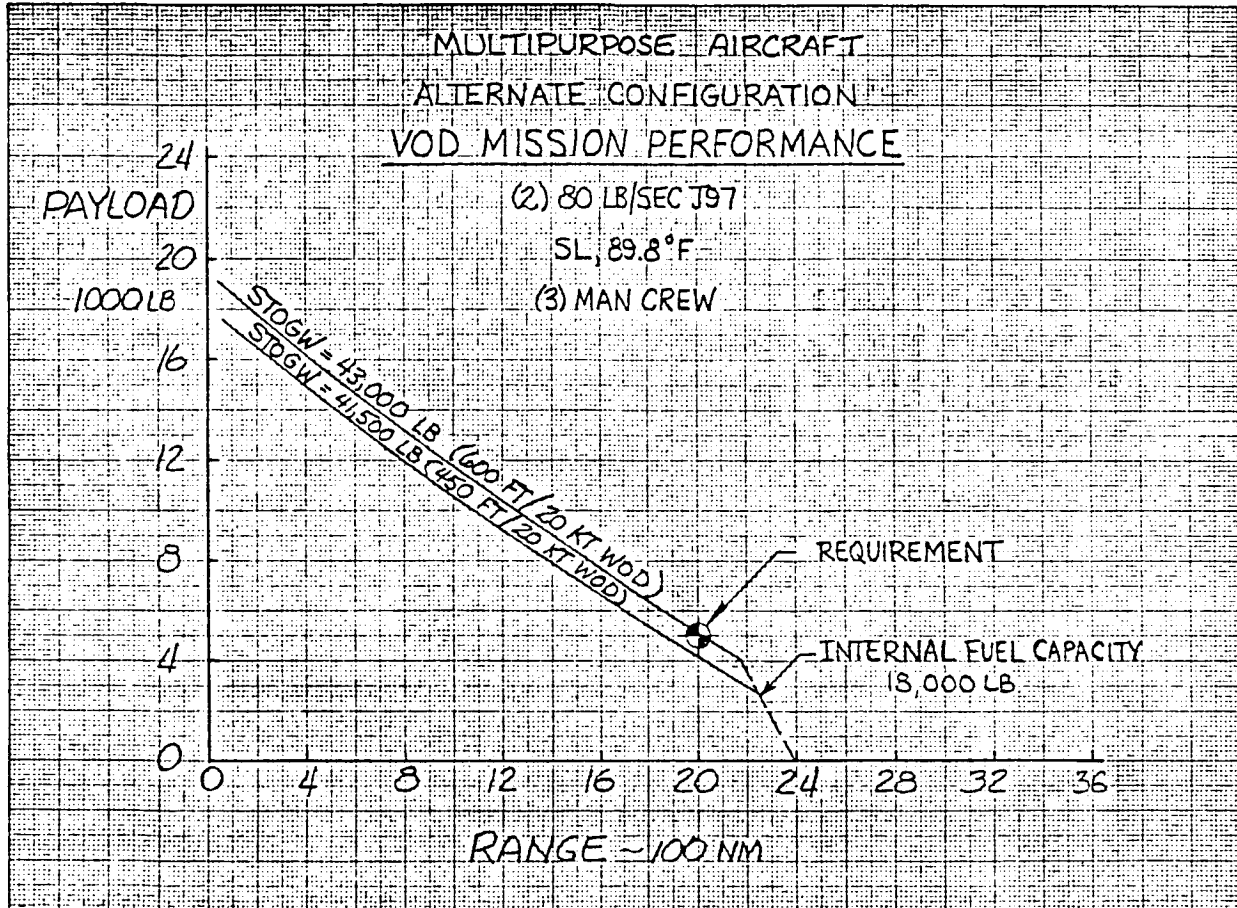 MULTIPURPOSE AIRCRAFT
ALTERNATE CONFIGURATION
VOD MISSION PERFORMANCE
(2) 80 LB/SEC J97
SL, 89.8°F
(3) MAN CREW
PAYLOAD
1000 LB
24
20
16
12
8
4
0
STOGW = 43,000 LB (600 FT/20 KT WOD)
STOGW = 41,500 LB (450 FT/20 KT WOD)
REQUIREMENT
INTERNAL FUEL CAPACITY
18,000 LB
0 4 8 12 16 20 24 28 32 36
RANGE ~ 100 NM